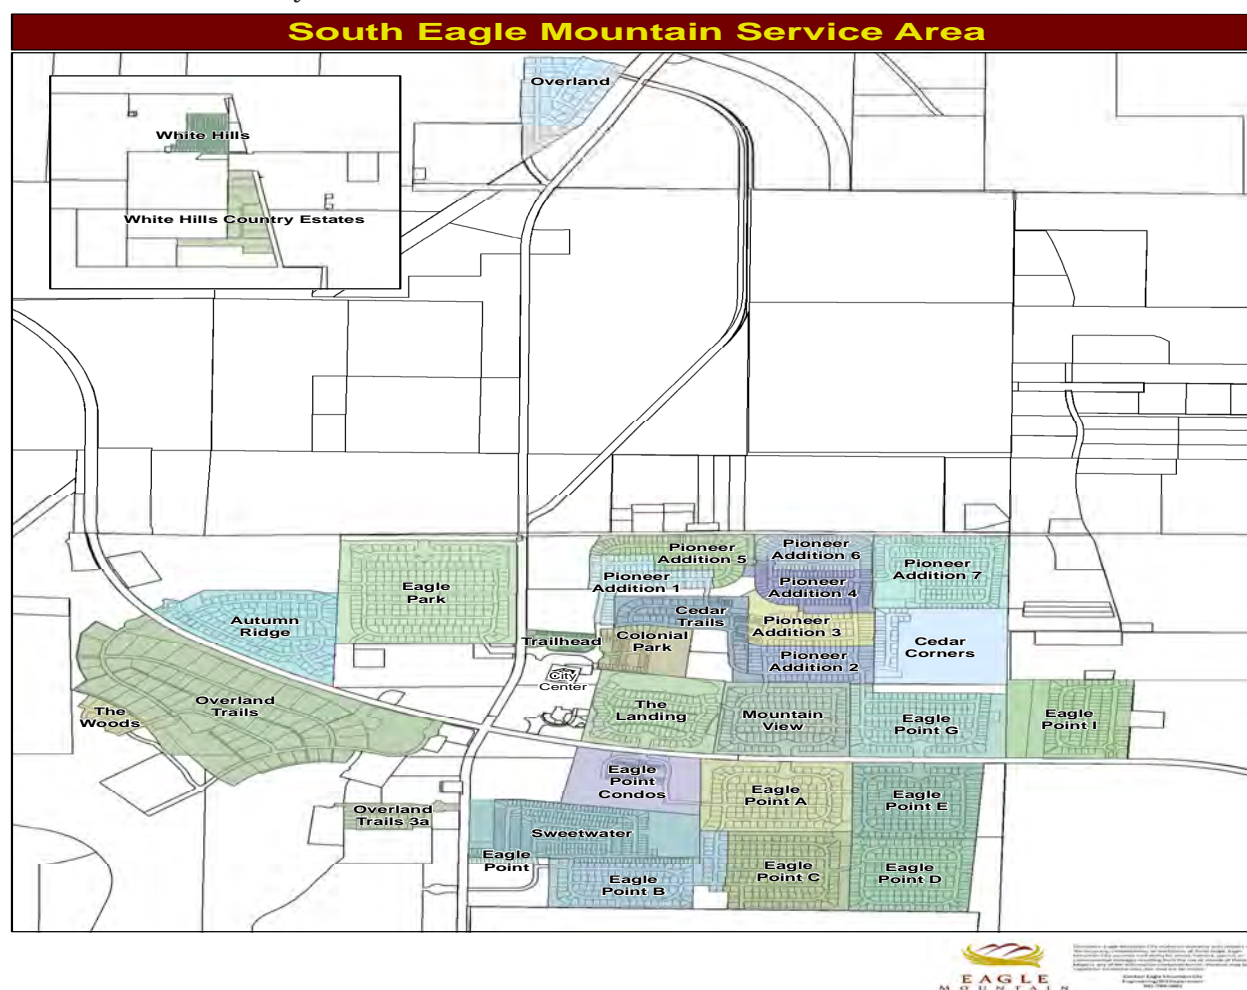 South Eagle Mountain Service Area
Overland
White Hills
White Hills Country Estates
Pioneer
Addition 5
Pioneer
Addition 6
Pioneer
Addition 7
Pioneer
Addition 1
Pioneer
Addition 4
Eagle
Park
Autumn
Ridge
Cedar
Trails
Pioneer
Addition 3
Trailhead
Colonial
Park
Cedar
Corners
Pioneer
Addition 2
City
Center
Overland
Trails
The
Woods
The
Landing
Mountain
View
Eagle
Point G
Eagle
Point I
Eagle
Point
Condos
Eagle
Point A
Eagle
Point E
Overland
Trails 3a
Sweetwater
Eagle
Point
Eagle
Point B
Eagle
Point C
Eagle
Point D
EAGLE
MOUNTAIN